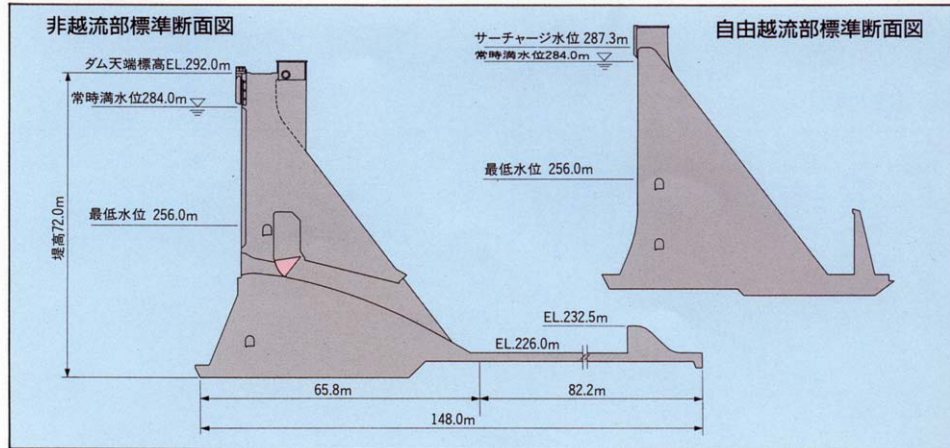 非越流部標準断面図
ダム天端標高EL.292.0m
常時満水位284.0m
最低水位 256.0m
堤高72.0m
EL.232.5m
EL.226.0m
65.8m
82.2m
148.0m
自由越流部標準断面図
サーチャージ水位 287.3m
常時満水位284.0m
最低水位 256.0m